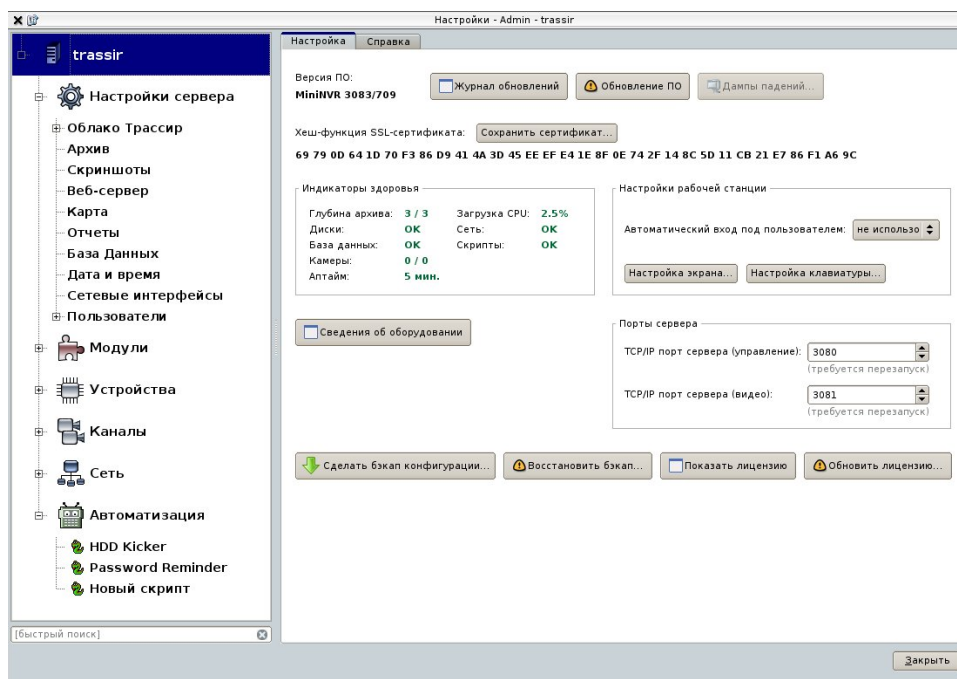 Настройки - Admin - trassir
trassir
Настройки сервера
Облако Трассир
Архив
Скриншоты
Веб-сервер
Карта
Отчеты
База Данных
Дата и время
Сетевые интерфейсы
Пользователи
Модули
Устройства
Каналы
Сеть
Автоматизация
HDD Kicker
Password Reminder
Новый скрипт
[быстрый поиск]
Настройка Справка
Версия ПО:
MiniNVR 3083/709
Журнал обновлений Обновление ПО Дампы падений...
Хеш-функция SSL-сертификата: Сохранить сертификат...
69 79 0D 64 1D 70 F3 86 D9 41 4A 3D 45 EE EF E4 1E 8F 0E 74 2F 14 8C 5D 11 CB 21 E7 86 F1 A6 9C
Индикаторы здоровья
Глубина архива: 3 / 3 Загрузка CPU: 2.5%
Диски: OK Сеть: OK
База данных: OK Скрипты: OK
Камеры: 0 / 0
Аптайм: 5 мин.
Настройки рабочей станции
Автоматический вход под пользователем: не использо
Настройка экрана... Настройка клавиатуры...
Сведения об оборудовании
Порты сервера
TCP/IP порт сервера (управление): 3080
(требуется перезапуск)
TCP/IP порт сервера (видео): 3081
(требуется перезапуск)
Сделать бэкап конфигурации... Восстановить бэкап... Показать лицензию Обновить лицензию...
Закрыть